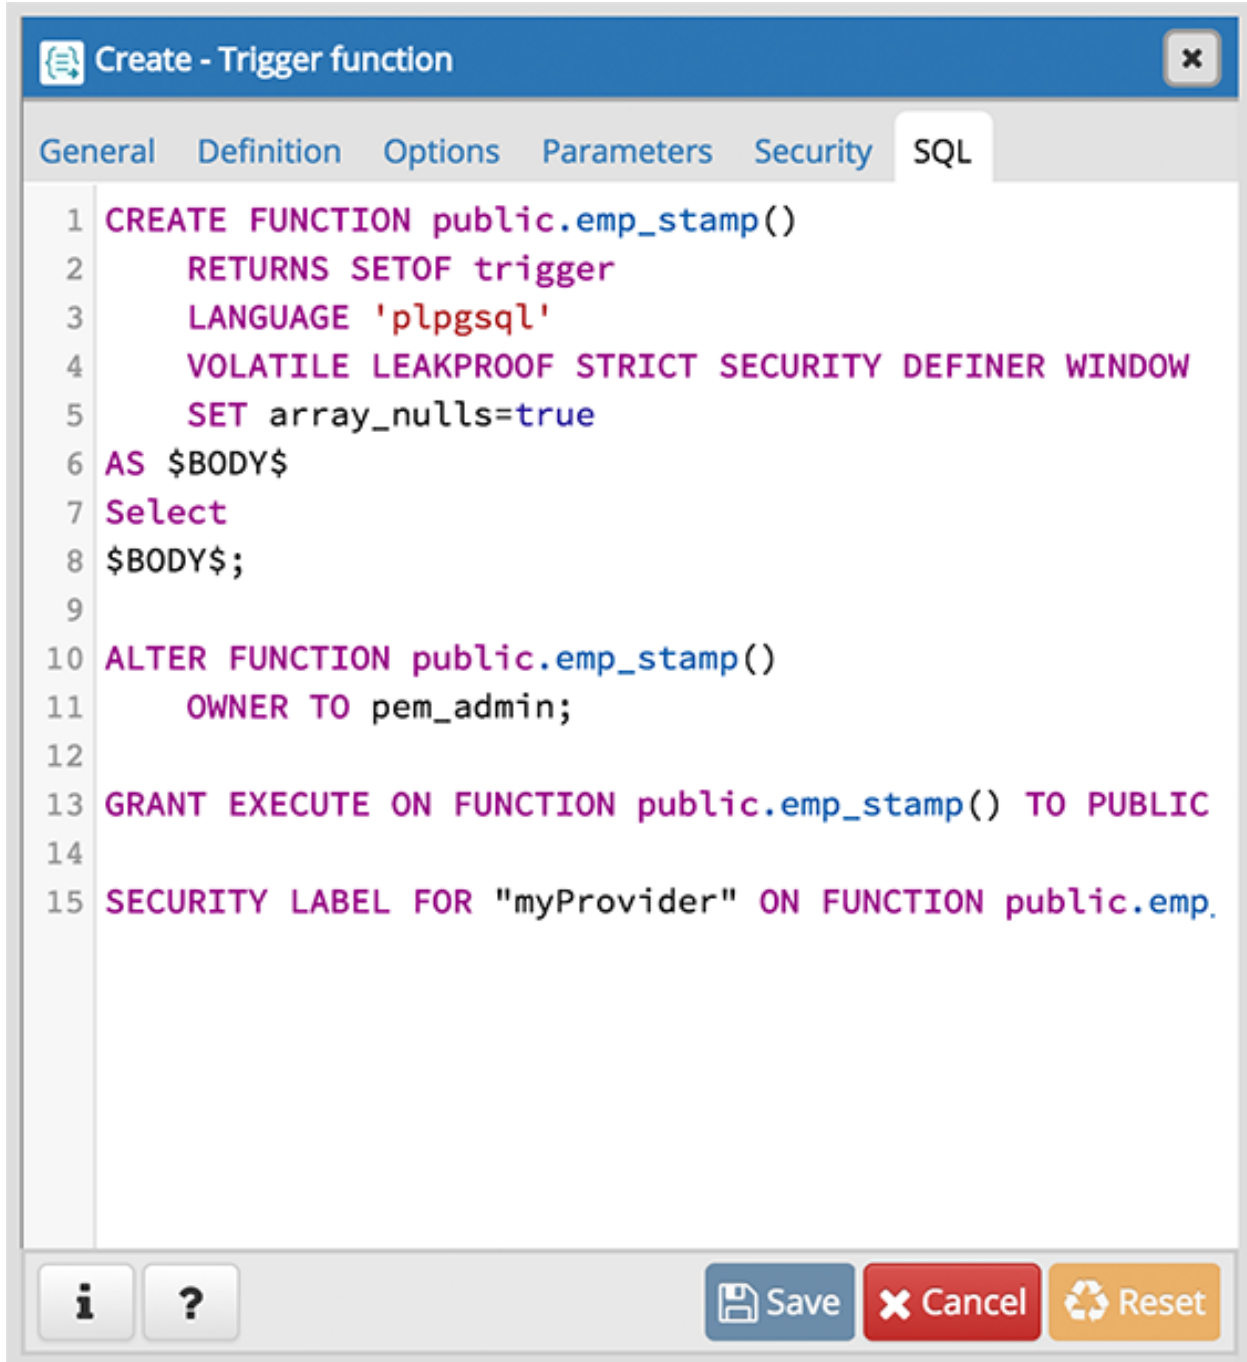 Create - Trigger function
General Definition Options Parameters Security SQL
1 CREATE FUNCTION public.emp_stamp()
2 RETURNS SETOF trigger
3 LANGUAGE 'plpgsql'
4 VOLATILE LEAKPROOF STRICT SECURITY DEFINER WINDOW
5 SET array_nulls=true
6 AS $BODY$
7 Select
8 $BODY$;
9
10 ALTER FUNCTION public.emp_stamp()
11 OWNER TO pem_admin;
12
13 GRANT EXECUTE ON FUNCTION public.emp_stamp() TO PUBLIC
14
15 SECURITY LABEL FOR "myProvider" ON FUNCTION public.emp_
i ? Save Cancel Reset